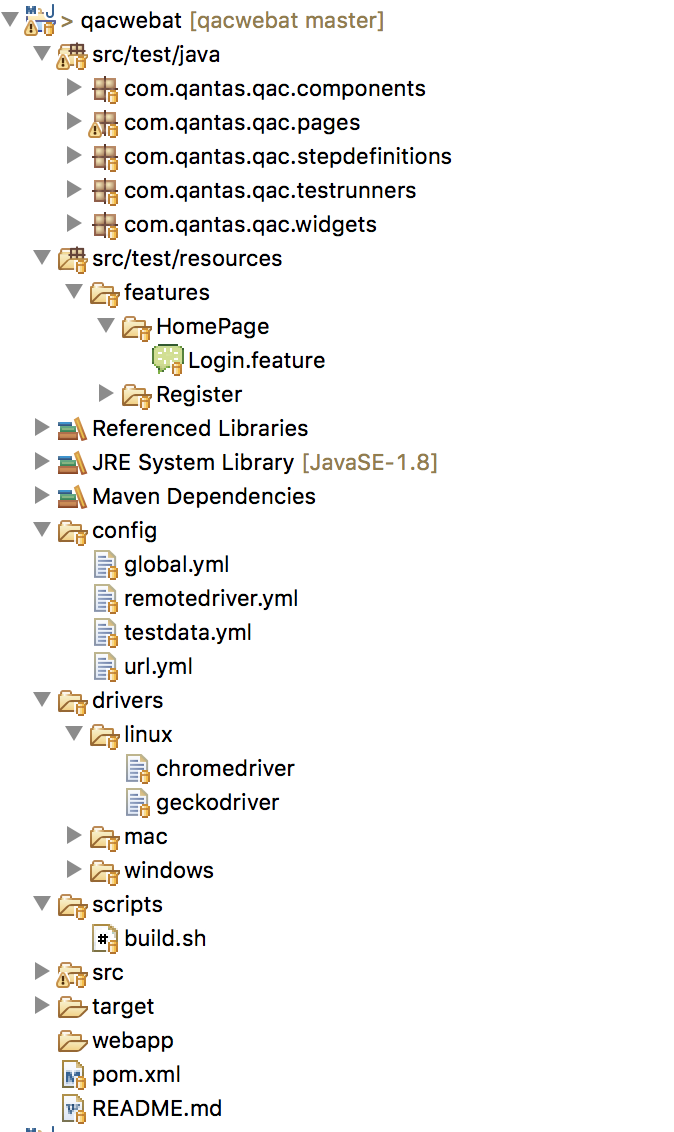 > qacwebat [qacwebat master]
src/test/java
com.qantas.qac.components
com.qantas.qac.pages
com.qantas.qac.stepdefinitions
com.qantas.qac.testrunners
com.qantas.qac.widgets
src/test/resources
features
HomePage
Login.feature
Register
Referenced Libraries
JRE System Library [JavaSE-1.8]
Maven Dependencies
config
global.yml
remotedriver.yml
testdata.yml
url.yml
drivers
linux
chromedriver
geckodriver
mac
windows
scripts
build.sh
src
target
webapp
pom.xml
README.md